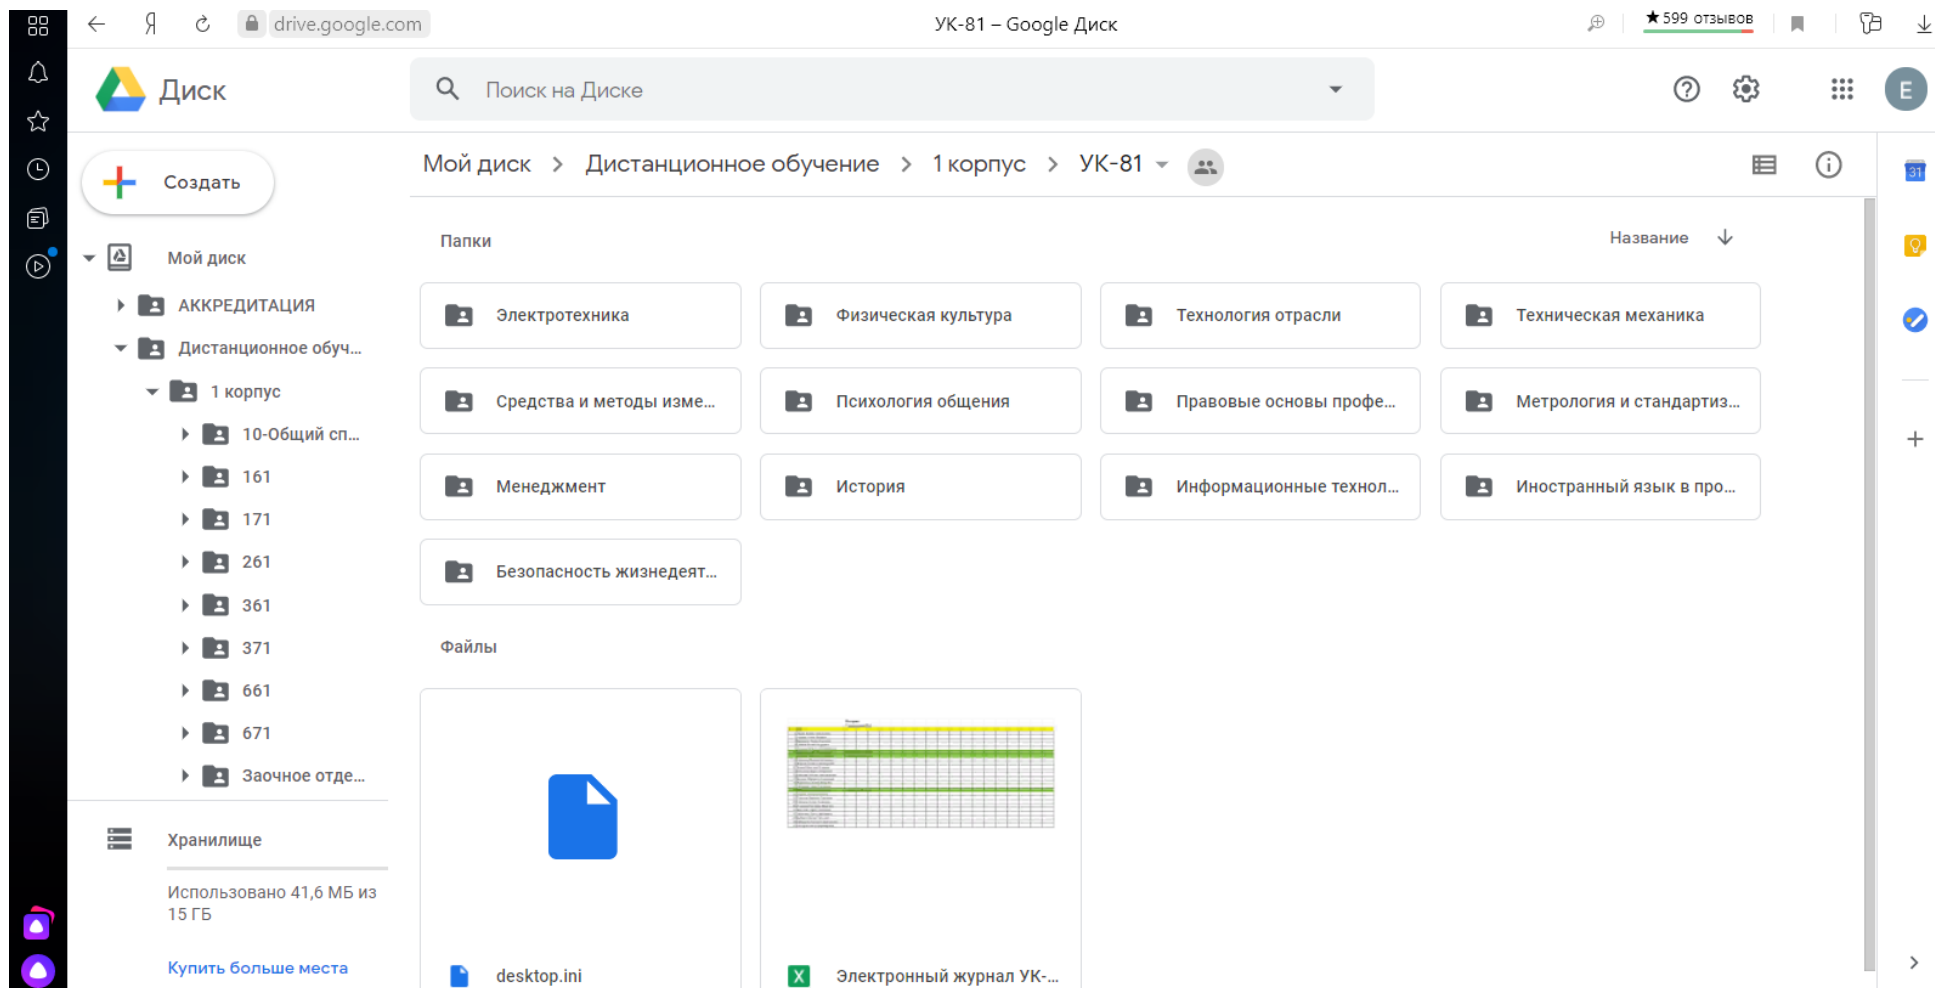 Я
drive.google.com
УК-81 – Google Диск
★ 599 отзывов
Диск
Поиск на Диске
E
Создать
Мой диск > Дистанционное обучение > 1 корпус > УК-81
31
Папки
Название
Мой диск
АККРЕДИТАЦИЯ
Дистанционное обуч...
1 корпус
10-Общий сп...
161
171
261
361
371
661
671
Заочное отде...
Хранилище
Использовано 41,6 МБ из
15 ГБ
Купить больше места
Электротехника
Физическая культура
Технология отрасли
Техническая механика
Средства и методы изме...
Психология общения
Правовые основы профе...
Метрология и стандартиз...
Менеджмент
История
Информационные технол...
Иностранный язык в про...
Безопасность жизнедеят...
Файлы
desktop.ini
X
Электронный журнал УК-...